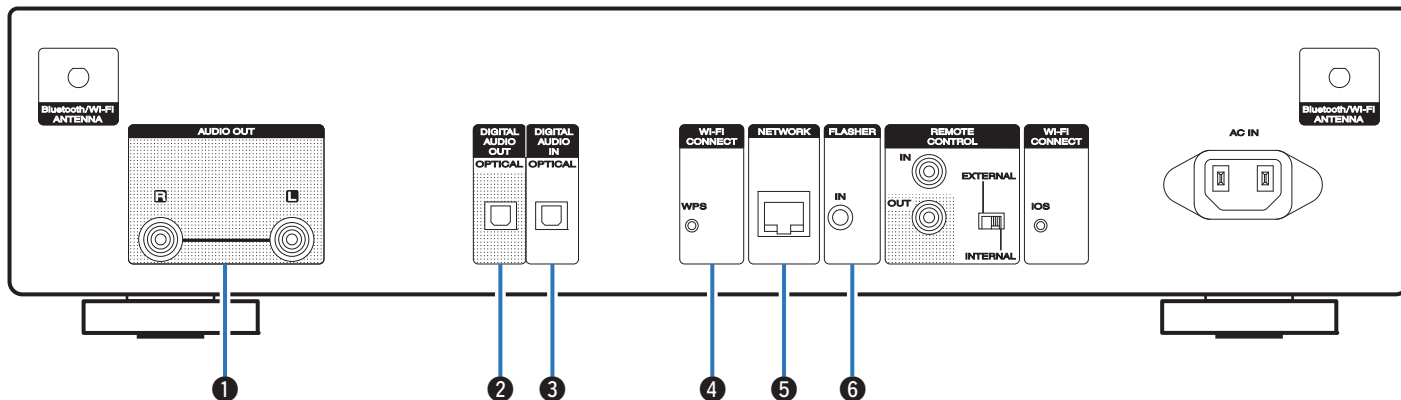 Bluetooth/Wi-Fi
ANTENNA
AUDIO OUT
R
L
DIGITAL
AUDIO
OUT
OPTICAL
DIGITAL
AUDIO
IN
OPTICAL
WI-FI
CONNECT
WPS
NETWORK
FLASHER
IN
REMOTE
CONTROL
IN
OUT
EXTERNAL
INTERNAL
WI-FI
CONNECT
IOS
AC IN
Bluetooth/Wi-Fi
ANTENNA
1
2
3
4
5
6